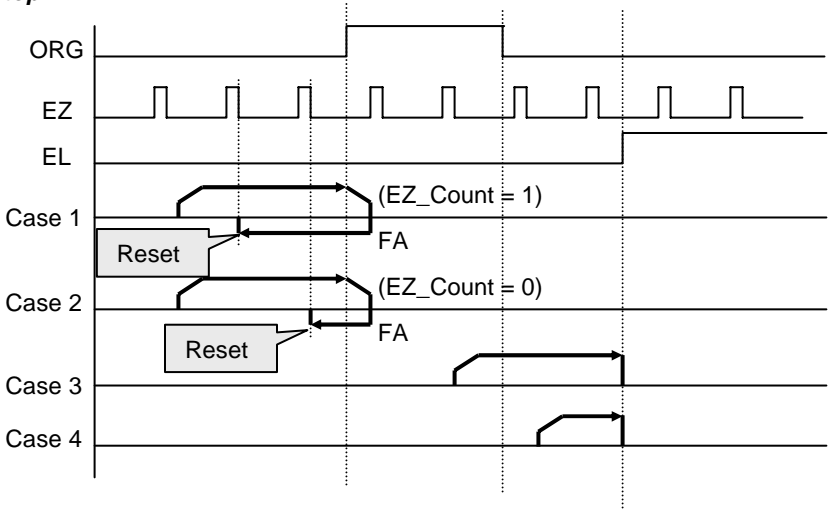 ORG
EZ
EL
Case 1
(EZ_Count = 1)
FA
Reset
Case 2
(EZ_Count = 0)
FA
Reset
Case 3
Case 4